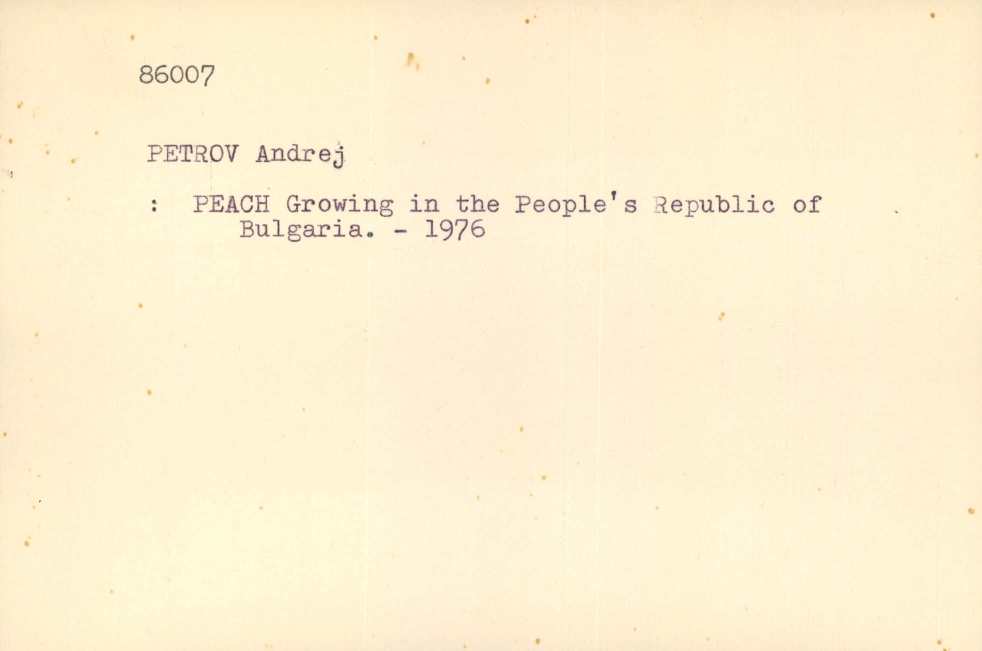 86007
PETROV Andrej
: PEACH Growing in the People's Republic of
Bulgaria. - 1976